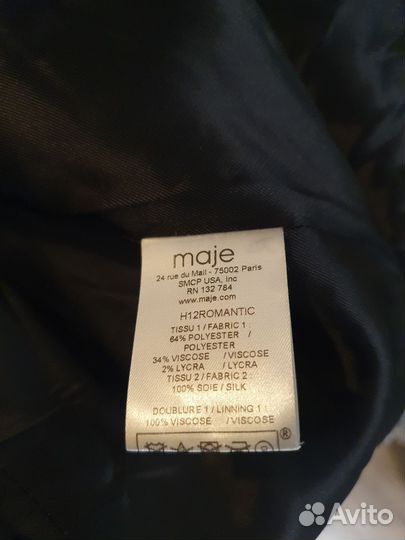 maje
24 rue du Mail - 75002 Paris
SMCP USA, Inc
RN 132 784
www.maje.com
H12ROMANTIC
TISSU 1 / FABRIC 1 :
64% POLYESTER /
POLYESTER
34% VISCOSE / VISCOSE
2% LYCRA / LYCRA
TISSU 2 / FABRIC 2 :
100% SOIE / SILK
DOUBLURE 1 / LINNING 1 :
100% VISCOSE / VISCOSE
®
Avito